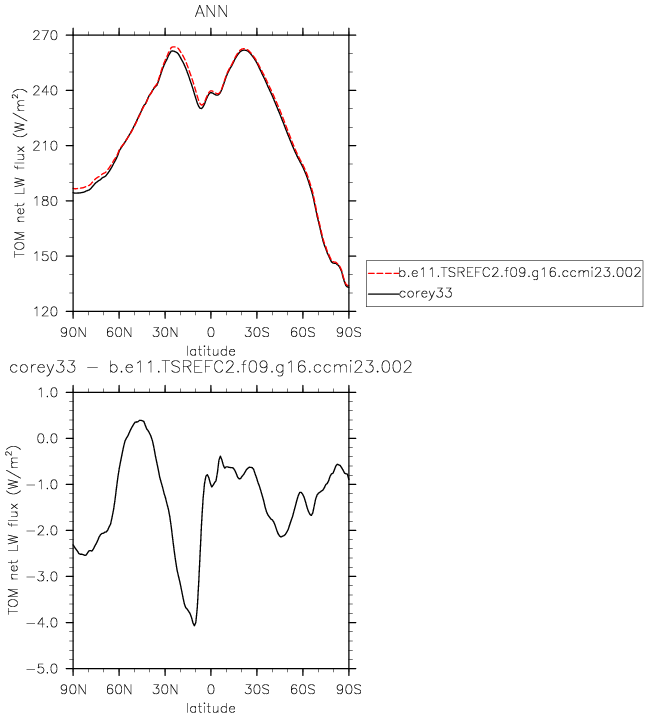 ANN
TOM net LW flux (W/m²)
270
240
210
180
150
120
90N 60N 30N 0 30S 60S 90S
latitude
b.e11.TSREFC2.f09.g16.ccmi23.002
corey33
corey33 – b.e11.TSREFC2.f09.g16.ccmi23.002
TOM net LW flux (W/m²)
1.0
0.0
−1.0
−2.0
−3.0
−4.0
−5.0
90N 60N 30N 0 30S 60S 90S
latitude